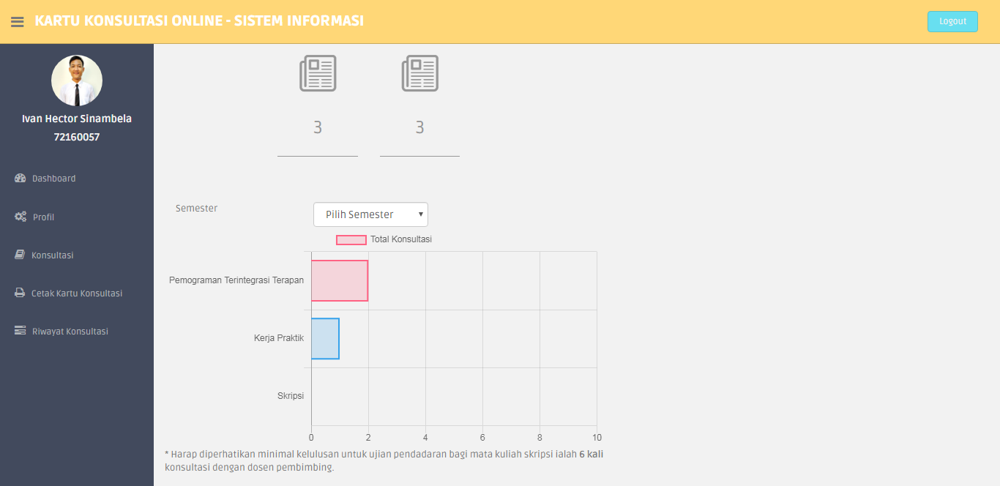 KARTU KONSULTASI ONLINE - SISTEM INFORMASI
Logout
Ivan Hector Sinambela
72160057
Dashboard
Profil
Konsultasi
Cetak Kartu Konsultasi
Riwayat Konsultasi
3 3
Semester
Pilih Semester
Total Konsultasi
Pemograman Terintegrasi Terapan
Kerja Praktik
Skripsi
0 2 4 6 8 10
* Harap diperhatikan minimal kelulusan untuk ujian pendadaran bagi mata kuliah skripsi ialah 6 kali
konsultasi dengan dosen pembimbing.